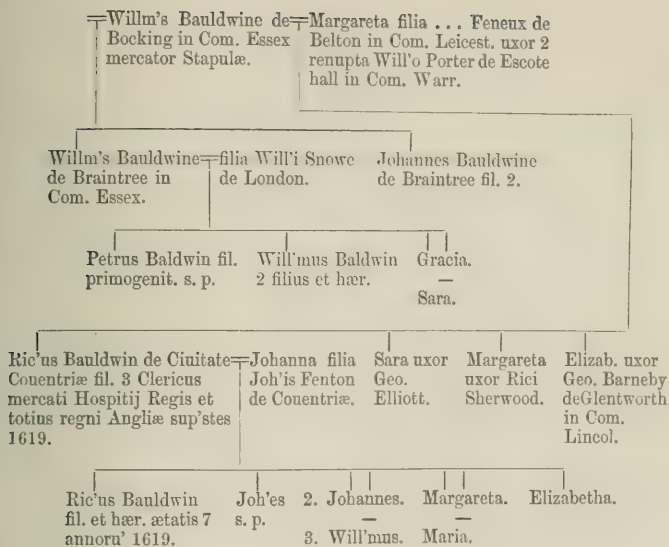 Willm's Bauldwine de
Bocking in Com. Essex
mercator Stapulæ.
Margareta filia ... Feneux de
Belton in Com. Leicest. uxor 2
renupta Will'o Porter de Escote
hall in Com. Warr.
Willm's Bauldwine
de Braintree in
Com. Essex.
filia Will'i Snowe
de London.
Johannes Bauldwine
de Braintree fil. 2.
Petrus Baldwin fil.
primogenit. s. p.
Will'mus Baldwin
2 filius et hær.
Gracia.
—
Sara.
Ric'us Bauldwin de Ciuitate
Couentriæ fil. 3 Clericus
mercati Hospitij Regis et
totius regni Angliæ sup'stes
1619.
Johanna filia
Joh'is Fenton
de Couentriæ.
Sara uxor
Geo.
Elliott.
Margareta
uxor Rici
Sherwood.
Elizab. uxor
Geo. Barneby
de Glentworth
in Com.
Lincol.
Ric'us Bauldwin
fil. et hær. ætatis 7
annoru' 1619.
Joh'es
s. p.
2. Johannes.
—
3. Will'mus.
Margareta.
—
Maria.
Elizabetha.